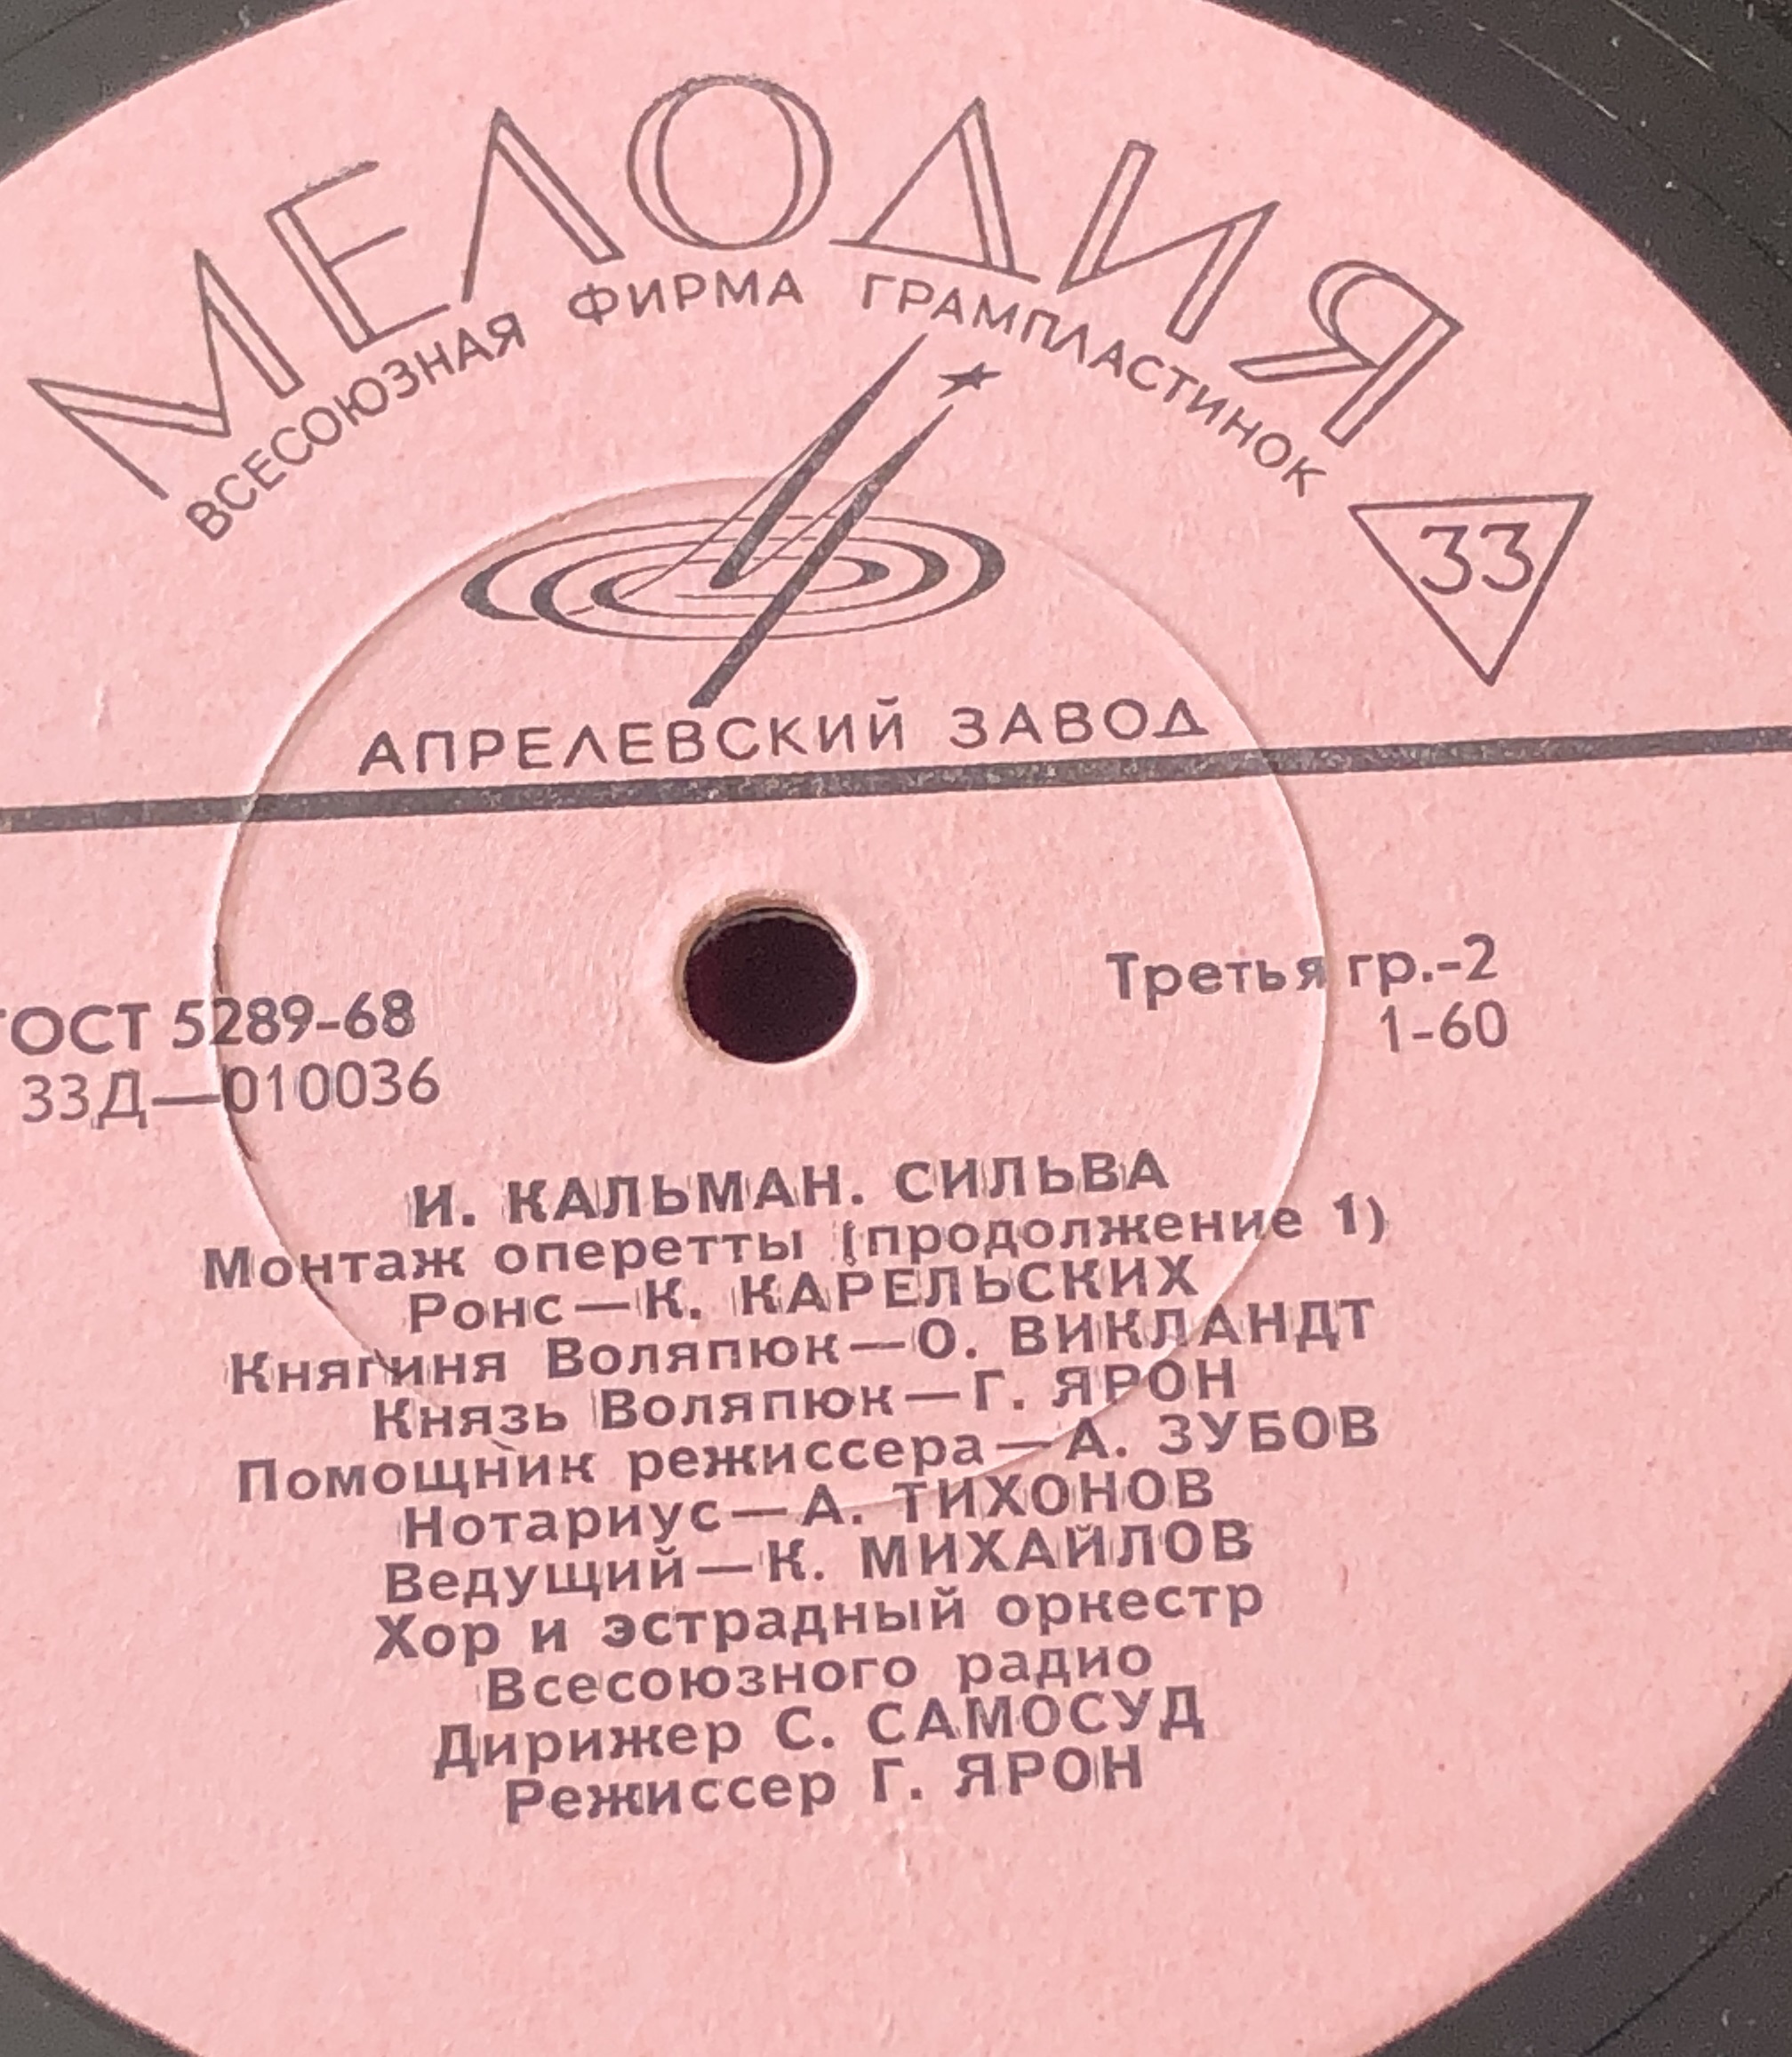 МЕЛОДИЯ
ВСЕСОЮЗНАЯ ФИРМА ГРАМПЛАСТИНОК
33
АПРЕЛЕВСКИЙ ЗАВОД
ГОСТ 5289-68
33Д—010036
Третья гр.-2
1-60
И. КАЛЬМАН. СИЛЬВА
Монтаж оперетты (продолжение 1)
Ронс—К. КАРЕЛЬСКИХ
Княгиня Воляпюк—О. ВИКЛАНДТ
Князь Воляпюк—Г. ЯРОН
Помощник режиссера—А. ЗУБОВ
Нотариус—А. ТИХОНОВ
Ведущий—К. МИХАЙЛОВ
Хор и эстрадный оркестр
Всесоюзного радио
Дирижер С. САМОСУД
Режиссер Г. ЯРОН